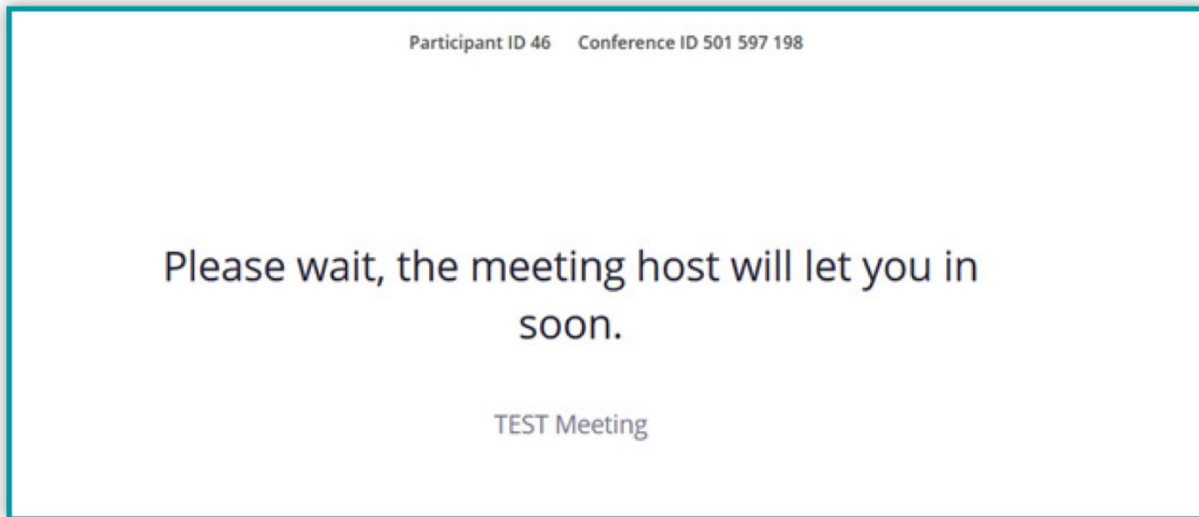 Participant ID 46 Conference ID 501 597 198
Please wait, the meeting host will let you in
soon.
TEST Meeting